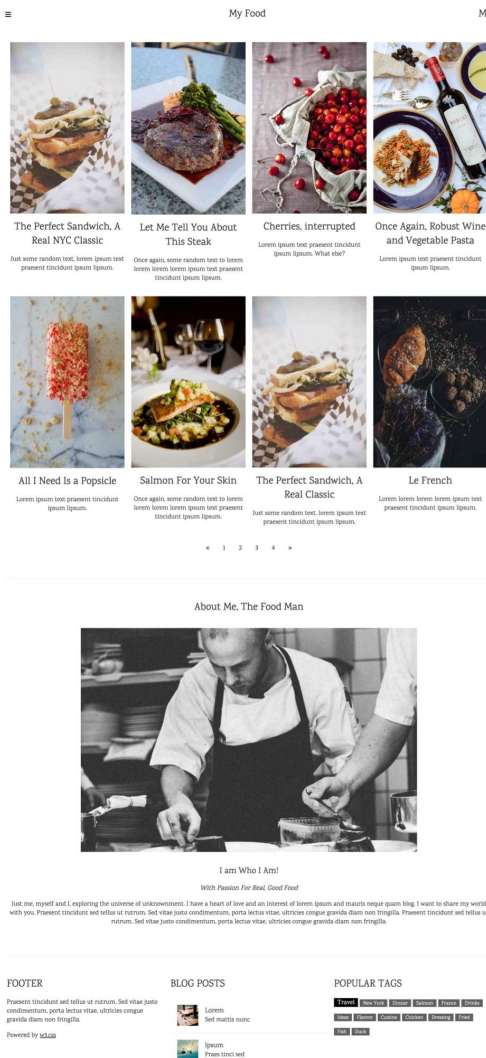 ≡ My Food M
The Perfect Sandwich, A
Real NYC Classic
Just some random text, lorem ipsum text
praesent tincidunt ipsum lipsum.
Let Me Tell You About
This Steak
Once again, some random text to lorem
lorem lorem lorem ipsum text praesent
tincidunt ipsum lipsum.
Cherries, interrupted
Lorem ipsum text praesent tincidunt
ipsum lipsum. What else?
Once Again, Robust Wine
and Vegetable Pasta
Lorem ipsum text praesent tincidunt
ipsum lipsum.
All I Need Is a Popsicle
Lorem ipsum text praesent tincidunt
ipsum lipsum.
Salmon For Your Skin
Once again, some random text to lorem
lorem lorem lorem ipsum text praesent
tincidunt ipsum lipsum.
The Perfect Sandwich, A
Real Classic
Just some random text, lorem ipsum text
praesent tincidunt ipsum lipsum.
Le French
Lorem lorem lorem lorem ipsum text
praesent tincidunt ipsum lipsum.
« 1 2 3 4 »
About Me, The Food Man
I am Who I Am!
With Passion For Real, Good Food
Just me, myself and I, exploring the universe of unknownment. I have a heart of love and an interest of lorem ipsum and mauris neque quam blog. I want to share my world
with you. Praesent tincidunt sed tellus ut rutrum. Sed vitae justo condimentum, porta lectus vitae, ultricies congue gravida diam non fringilla. Praesent tincidunt sed tellus u
rutrum. Sed vitae justo condimentum, porta lectus vitae, ultricies congue gravida diam non fringilla.
FOOTER
Praesent tincidunt sed tellus ut rutrum. Sed vitae justo
condimentum, porta lectus vitae, ultricies congue
gravida diam non fringilla.
Powered by w3.css
BLOG POSTS
Lorem
Sed mattis nunc
Ipsum
Praes tinci sed
POPULAR TAGS
Travel New York Dinner Salmon France Drinks
Ideas Flavors Cuisine Chicken Dressing Fried
Fish Duck